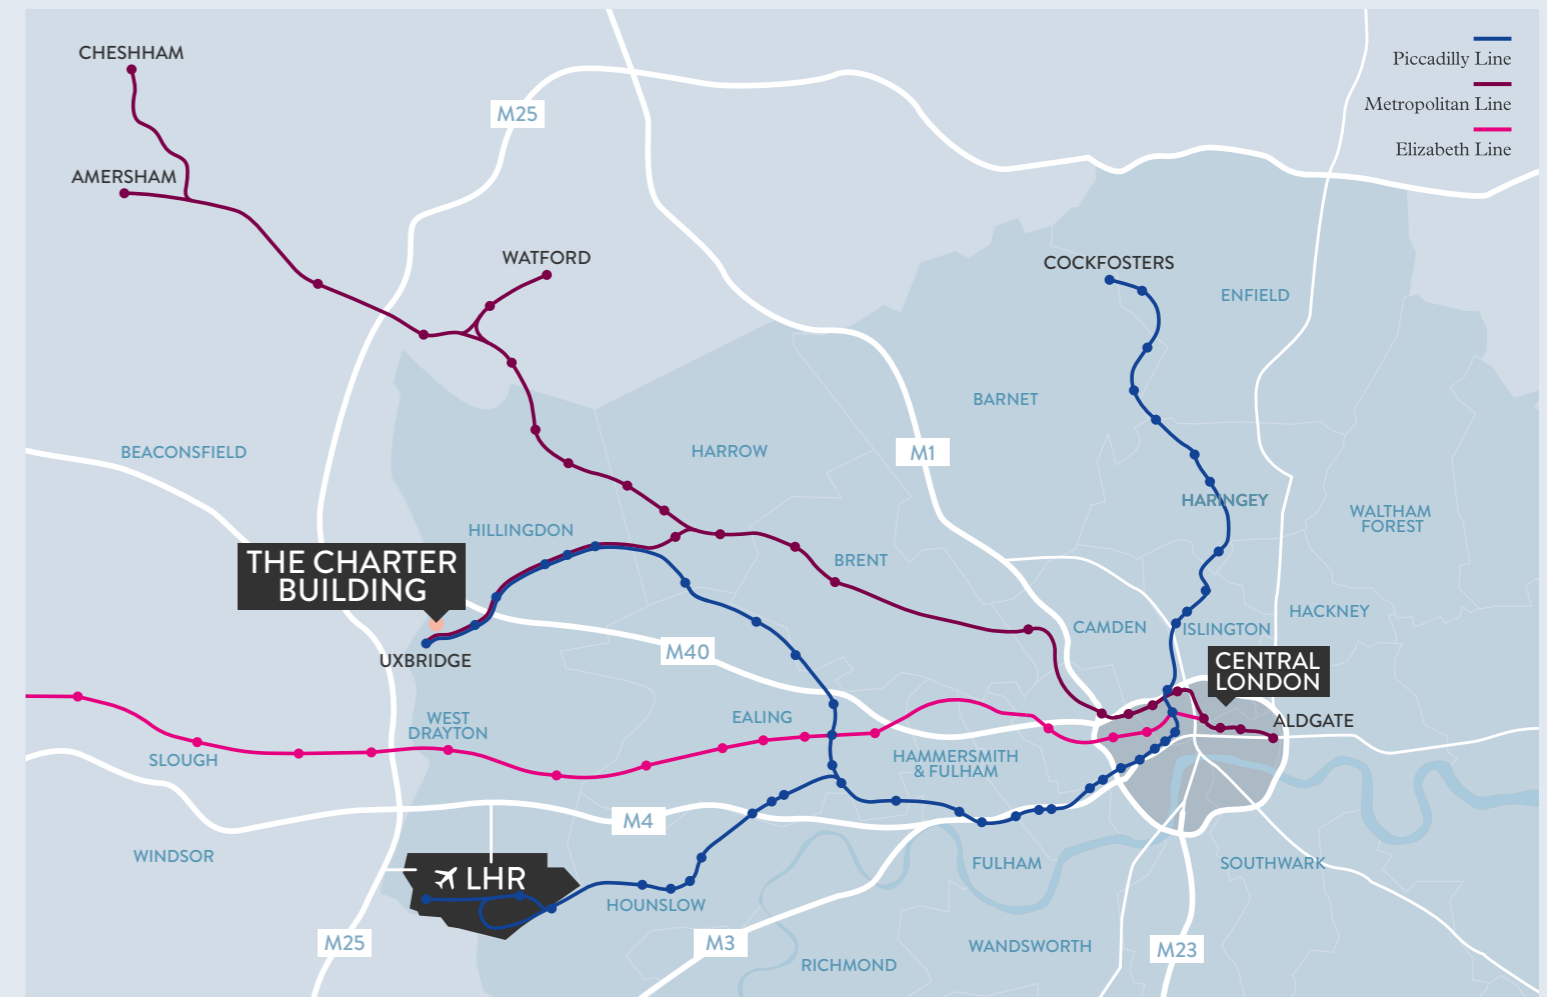 CHESHHAM
Piccadilly Line
Metropolitan Line
M25
Elizabeth Line
AMERSHAM
WATFORD
COCKFOSTERS
ENFIELD
BARNET
BEACONSFIELD
HARROW
M1
HARINGEY
WALTHAM
FOREST
HILLINGDON
THE CHARTER
BUILDING
BRENT
HACKNEY
CAMDEN
ISLINGTON
UXBRIDGE
M40
CENTRAL
LONDON
WEST
DRAYTON
EALING
ALDGATE
SLOUGH
HAMMERSMITH
& FULHAM
M4
WINDSOR
FULHAM
SOUTHWARK
LHR
HOUNSLOW
M25
M3
WANDSWORTH
M23
RICHMOND